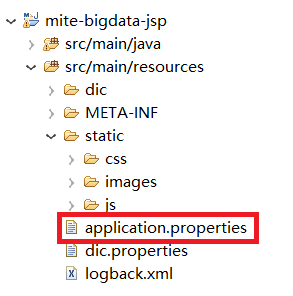 mite-bigdata-jsp
src/main/java
src/main/resources
dic
META-INF
static
css
images
js
application.properties
dic.properties
logback.xml